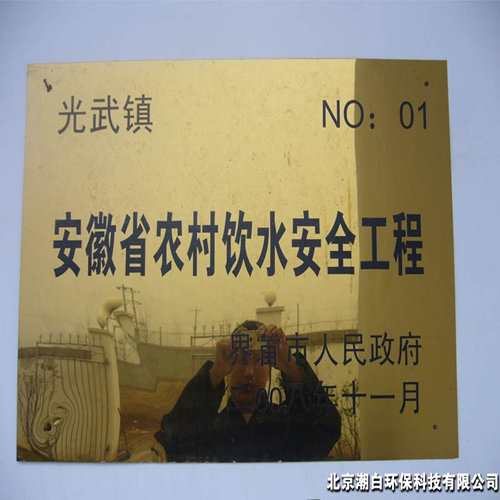 光武镇 NO：01
安徽省农村饮水安全工程
界首市人民政府
二00八年十一月
北京潮白环保科技有限公司